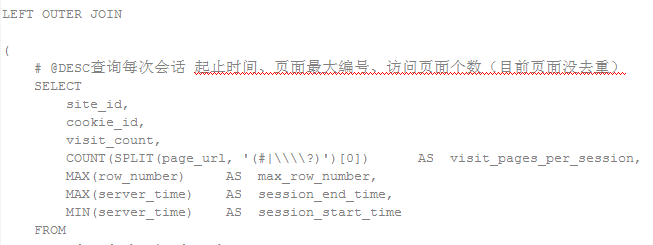 LEFT OUTER JOIN
(
# @DESC查询每次会话 起止时间、页面最大编号、访问页面个数（目前页面没去重）
SELECT
site_id,
cookie_id,
visit_count,
COUNT(SPLIT(page_url, '(#|\\\\?)')[0]) AS visit_pages_per_session,
MAX(row_number) AS max_row_number,
MAX(server_time) AS session_end_time,
MIN(server_time) AS session_start_time
FROM